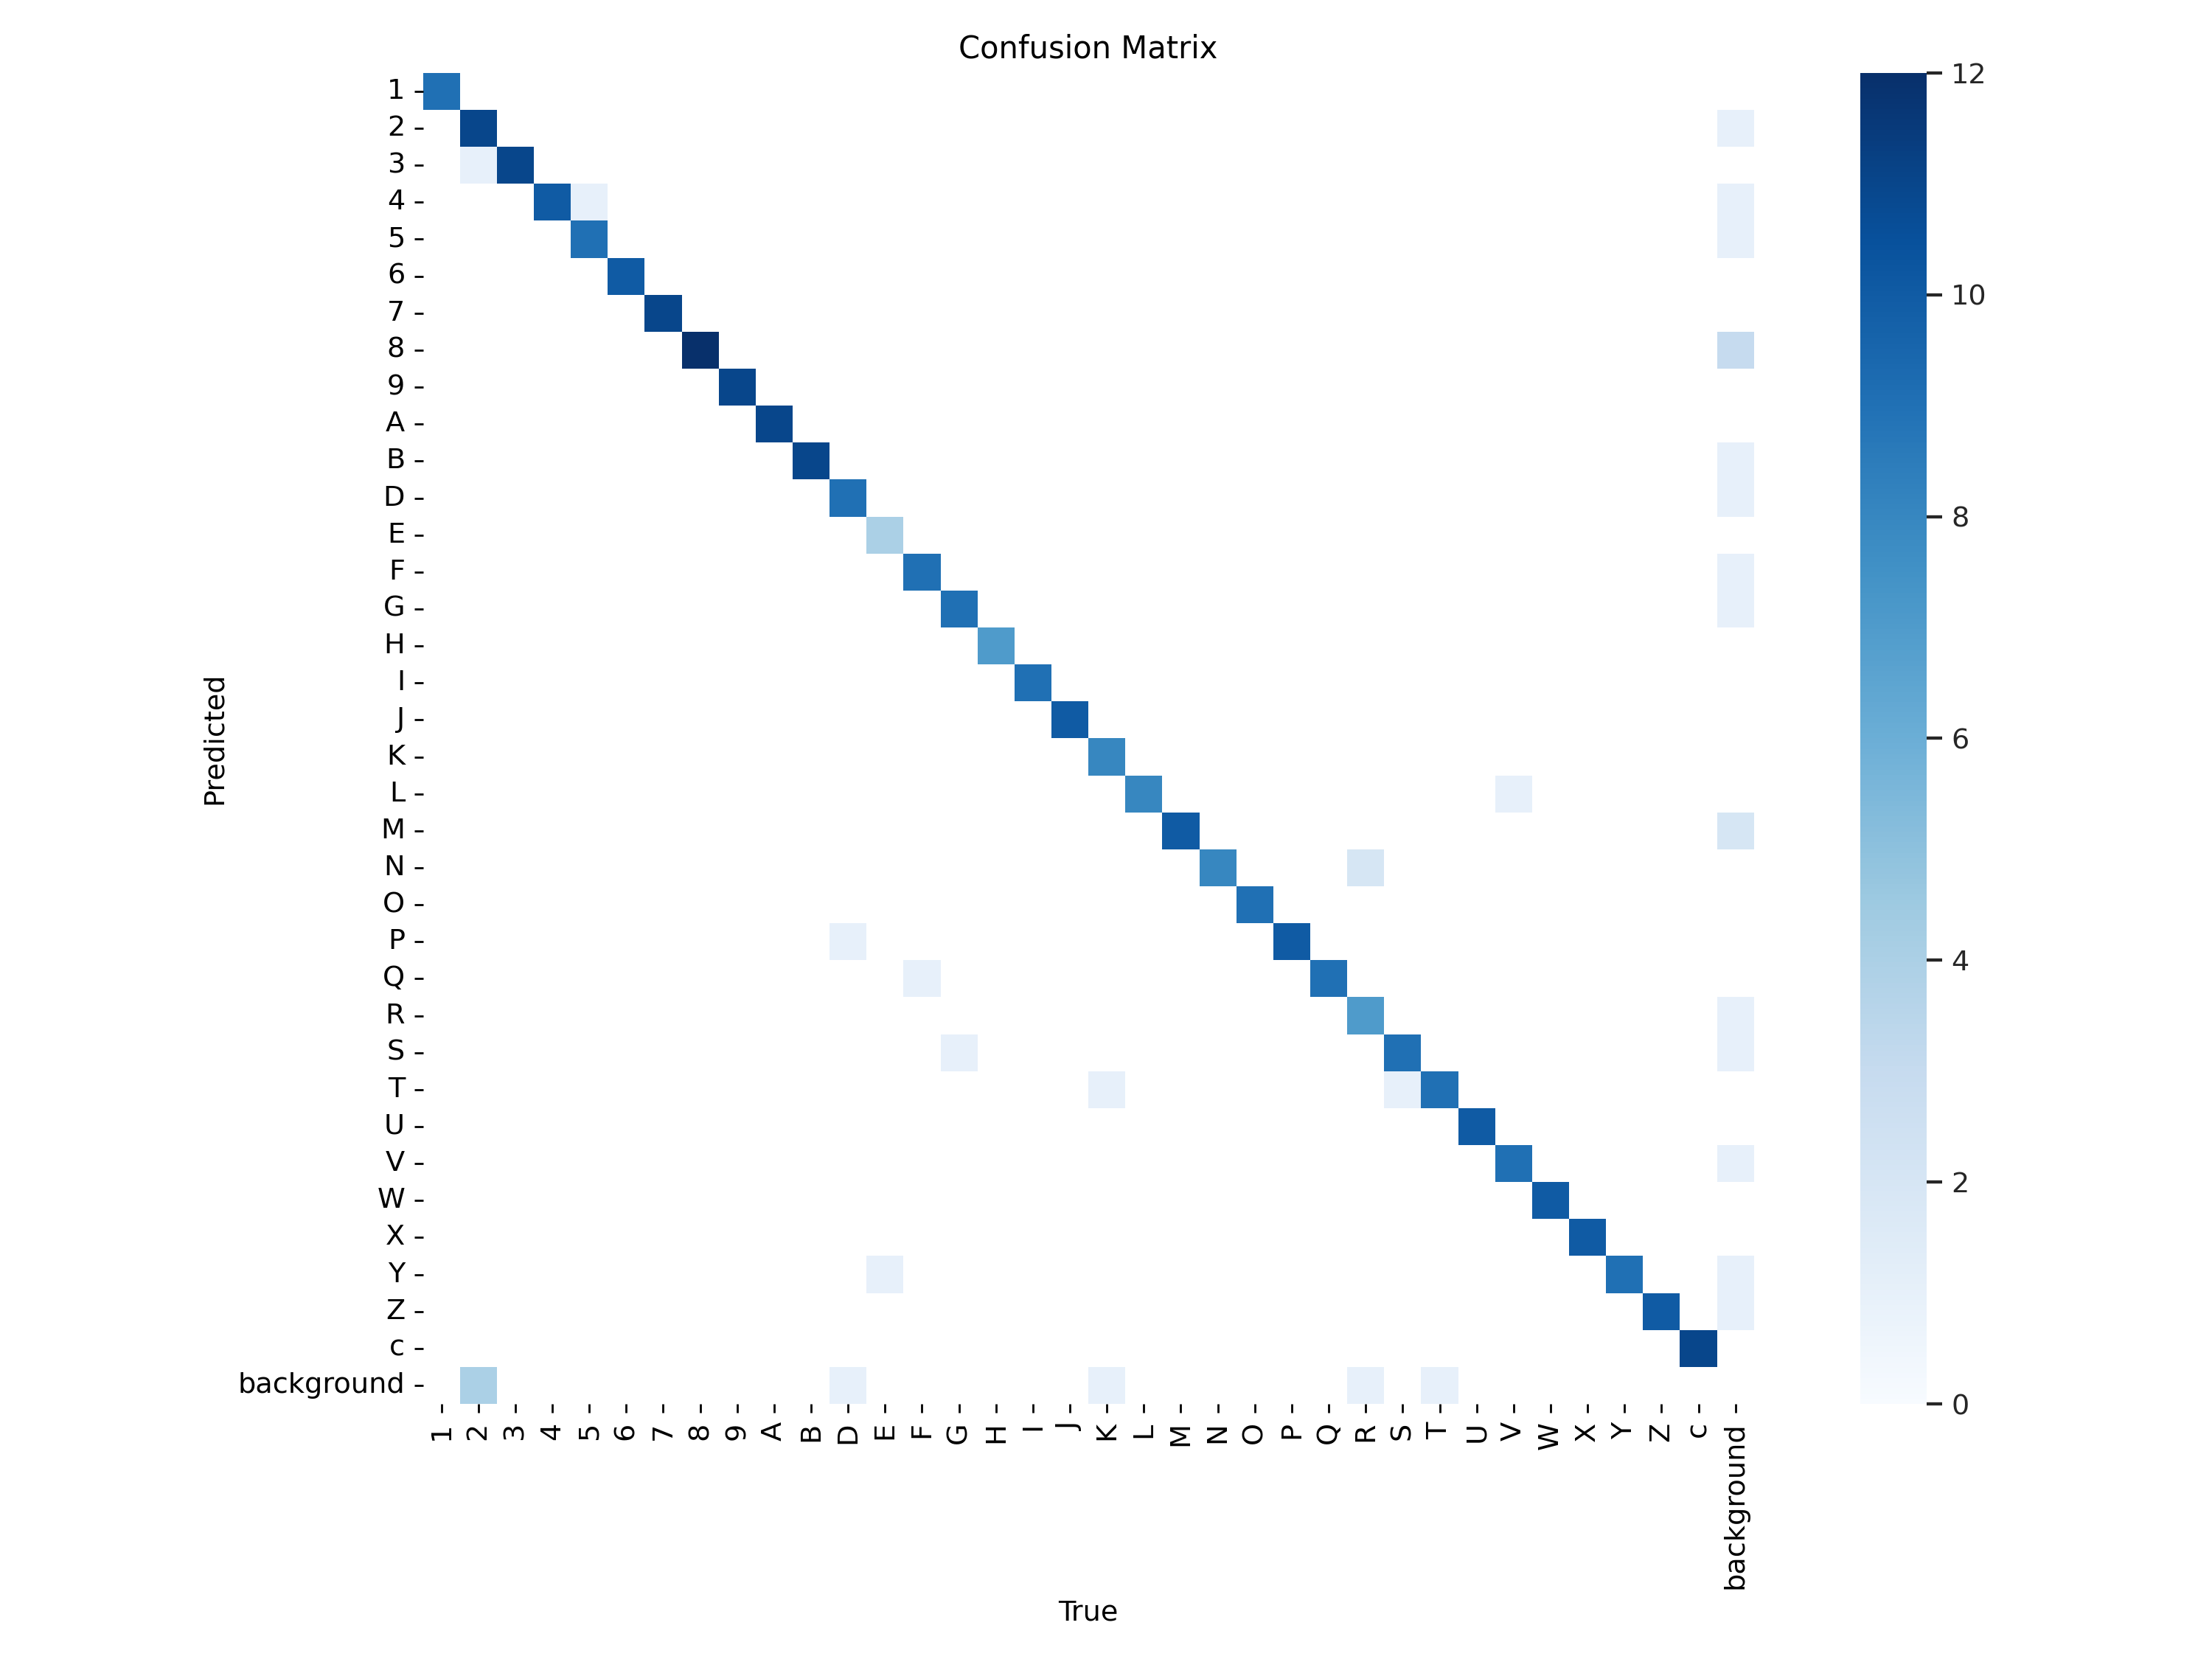 Confusion Matrix
1
2
3
4
5
6
7
8
9
A
B
D
E
F
G
H
I
J
K
L
M
N
O
P
Q
R
S
T
U
V
W
X
Y
Z
c
background
Predicted
1 2 3 4 5 6 7 8 9 A B D E F G H I J K L M N O P Q R S T U V W X Y Z c background
True
12
10
8
6
4
2
0